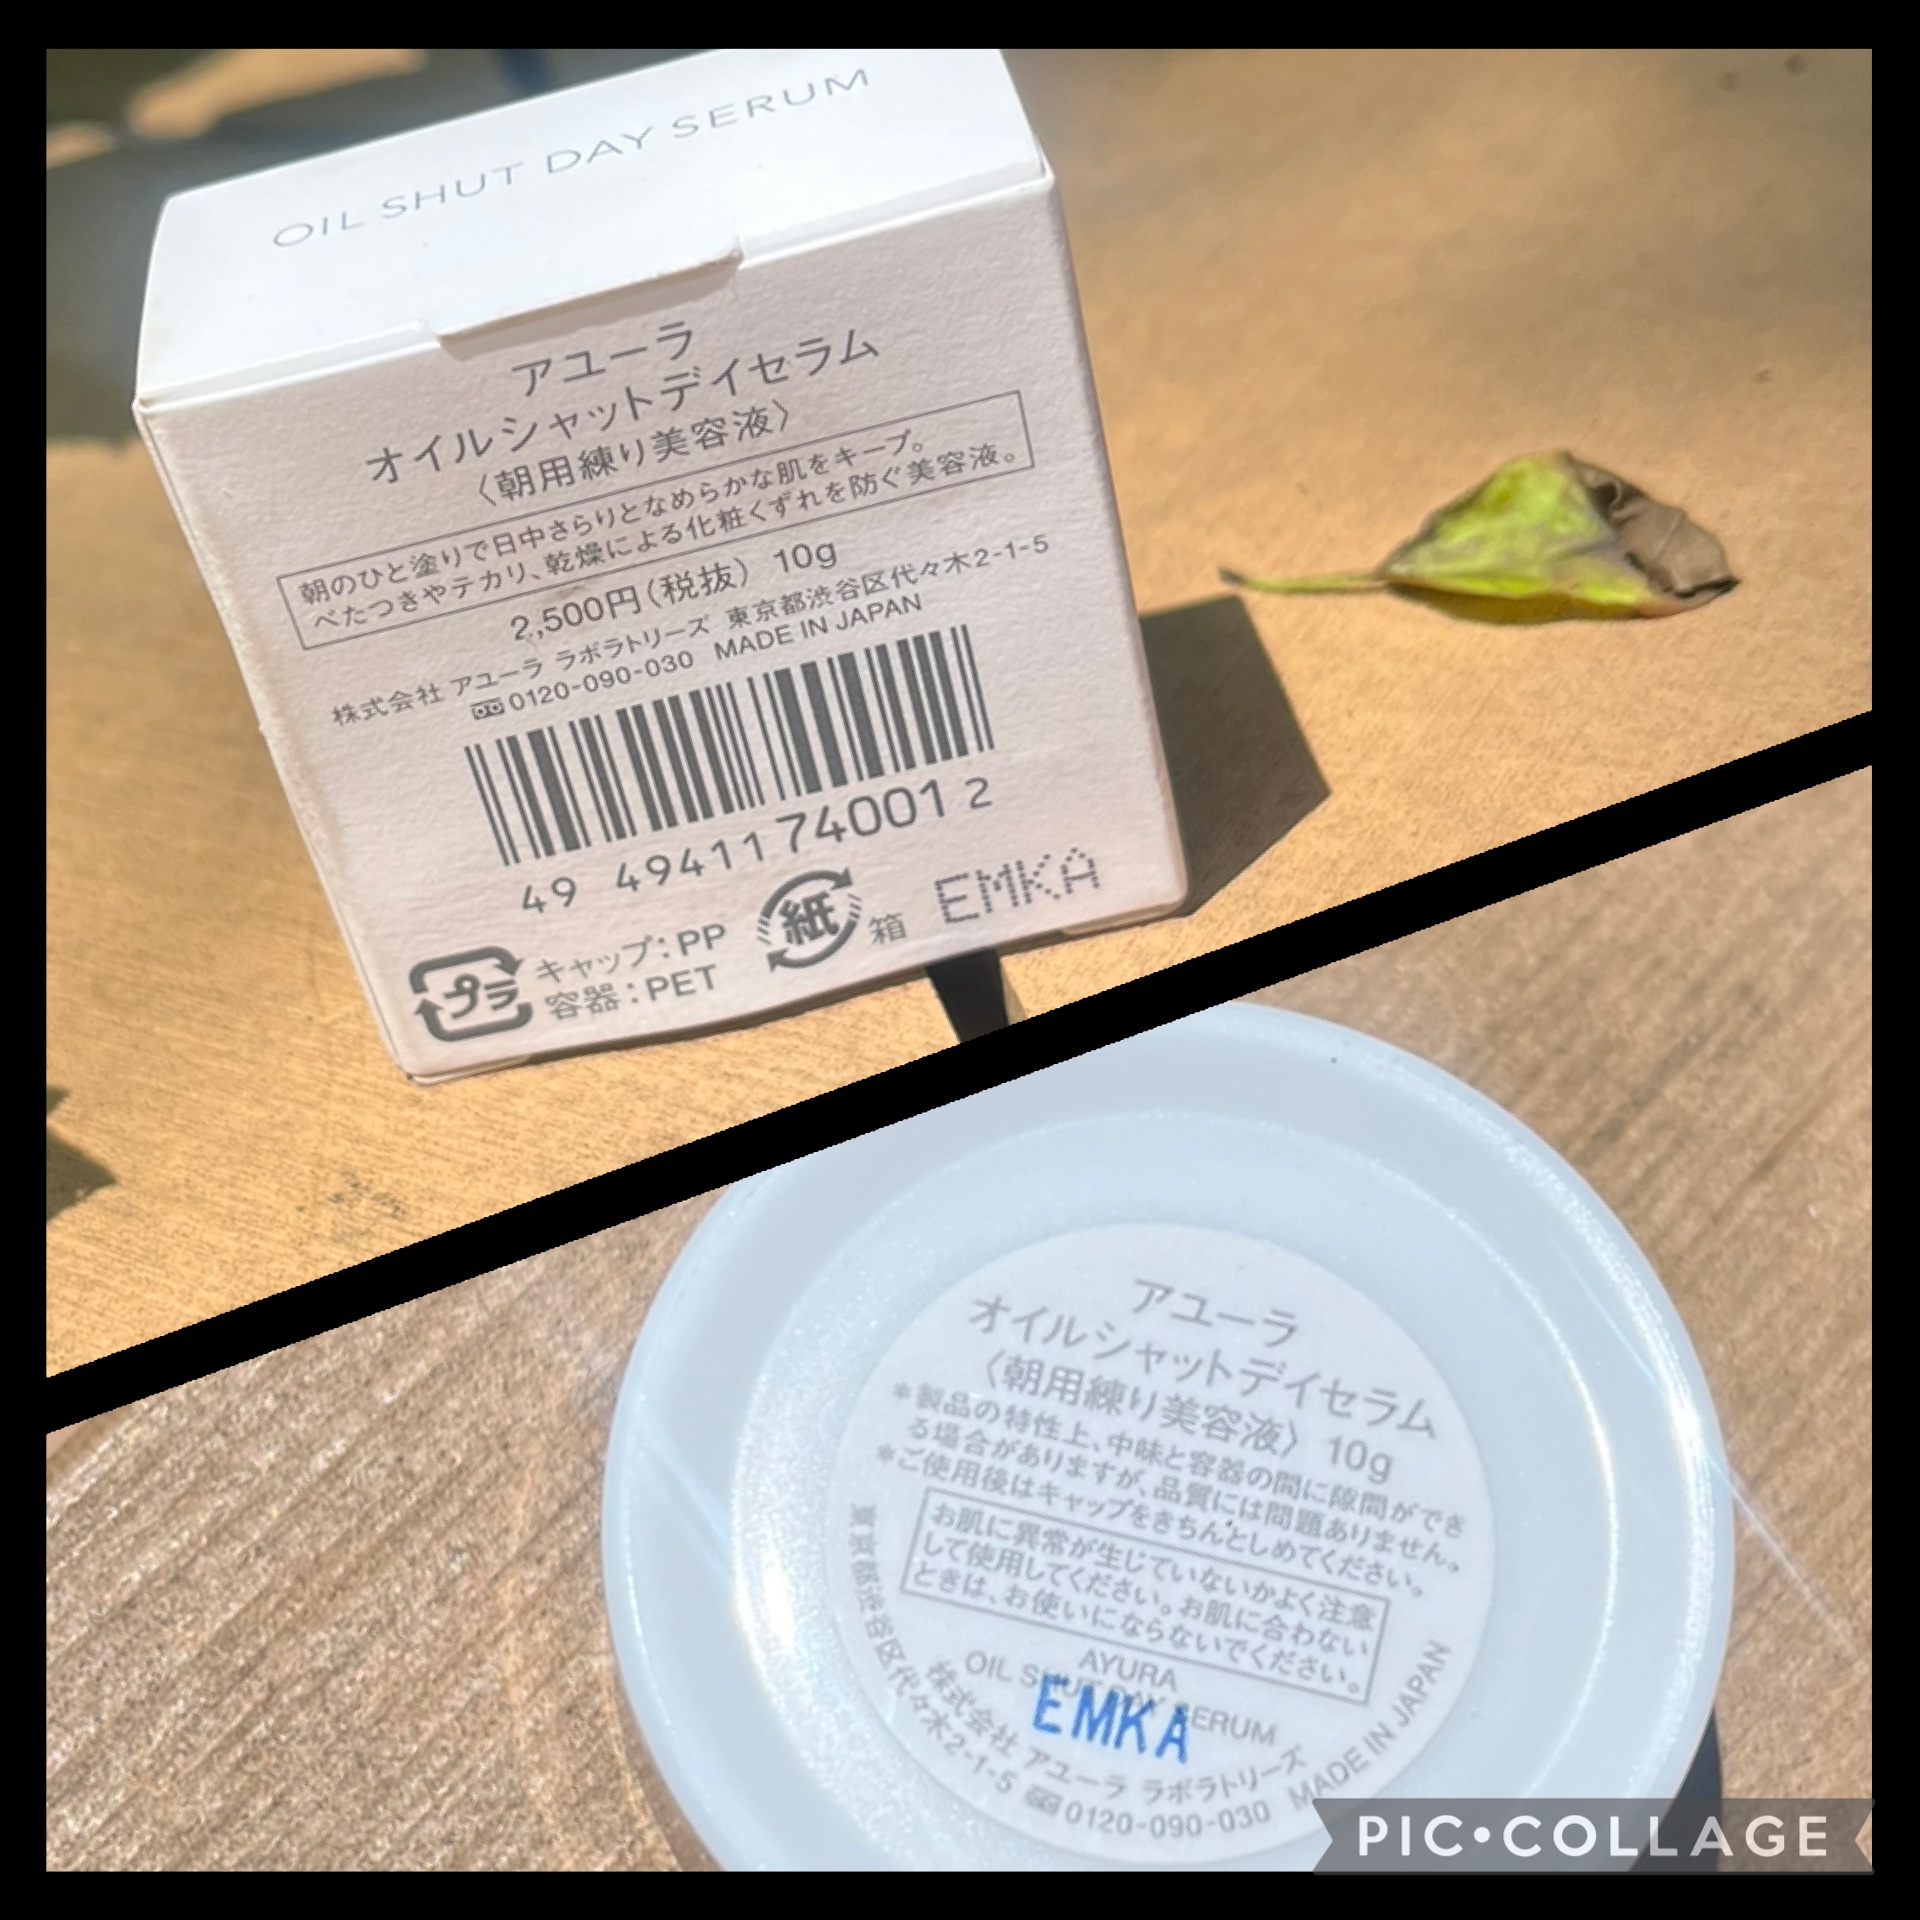 OIL SHUT DAY SERUM
アユーラ
オイルシャットデイセラム
〈朝用練り美容液〉
朝のひと塗りで日中さらりとなめらかな肌をキープ。
べたつきやテカリ、乾燥による化粧くずれを防ぐ美容液。
2,500円(税抜) 10g
株式会社 アユーラ ラボラトリーズ 東京都渋谷区代々木2-1-5
0120-090-030 MADE IN JAPAN
49 4941174001 2
プラ キャップ:PP
容器:PET
紙 箱 EMKA
アユーラ
オイルシャットデイセラム
〈朝用練り美容液〉 10g
*製品の特性上、中味と容器の間に隙間ができ
る場合がありますが、品質には問題ありません。
*ご使用後はキャップをきちんとしめてください。
お肌に異常が生じていないかよく注意
して使用してください。お肌に合わない
ときは、お使いにならないでください。
AYURA
OIL SHUT DAY SERUM
EMKA
株式会社 アユーラ ラボラトリーズ
東京都渋谷区代々木2-1-5 0120-090-030 MADE IN JAPAN
PIC•COLLAGE